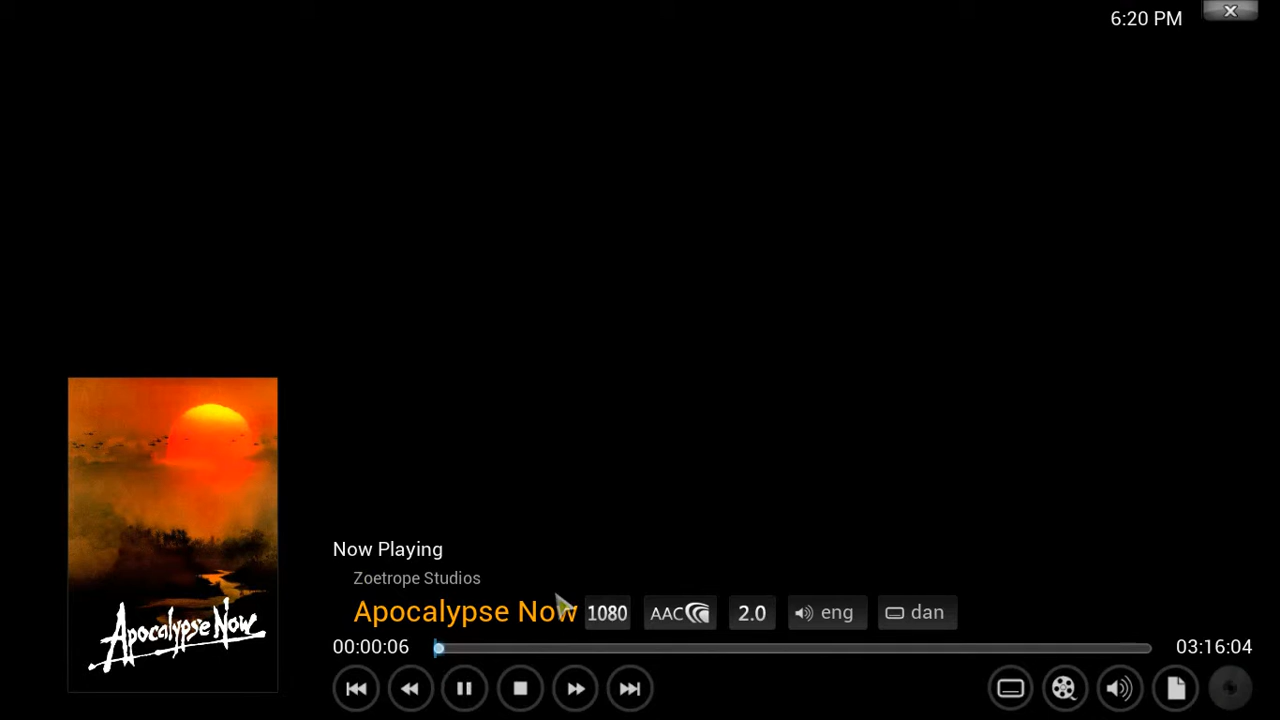 6:20 PM
Apocalypse Now
Now Playing
Zoetrope Studios
Apocalypse Now 1080 AAC 2.0 eng dan
00:00:06 03:16:04